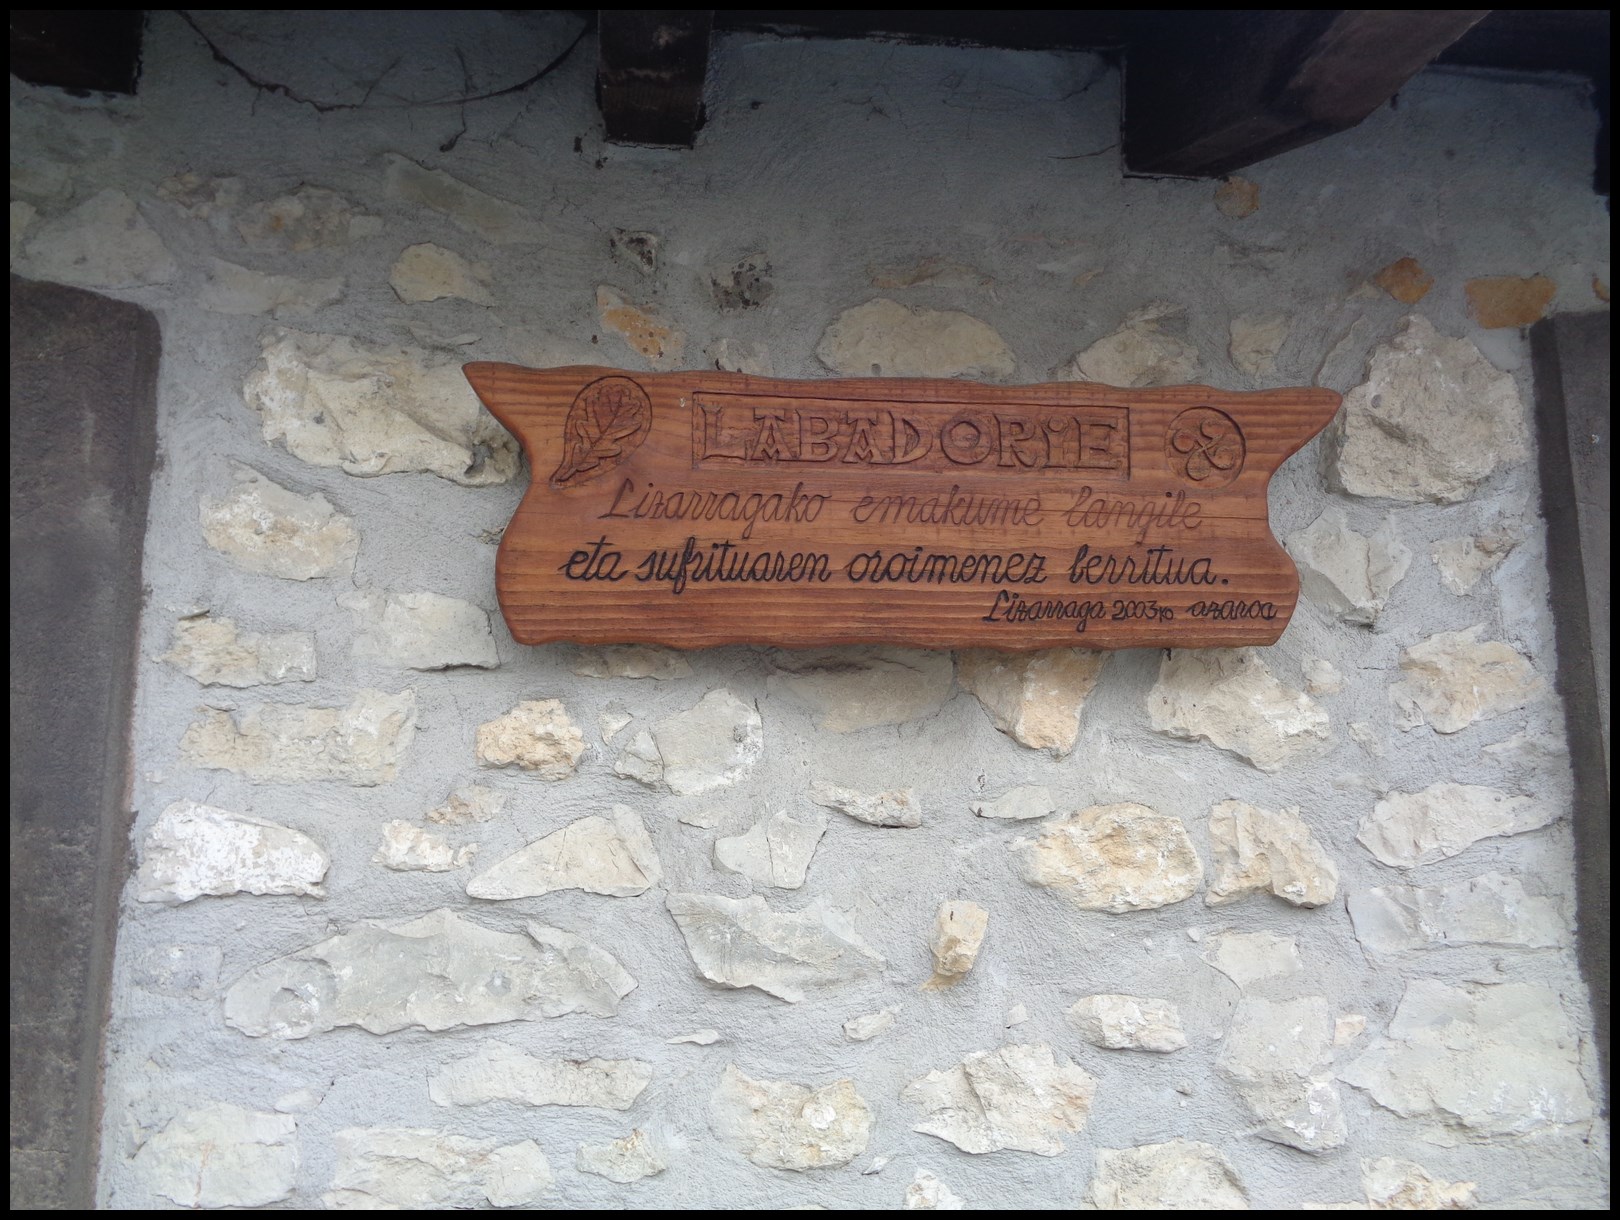 LABADORiE
Lizarragako emakume langile
eta sufrituaren oroimenez berritua.
Lizarraga 2003ko azaroa